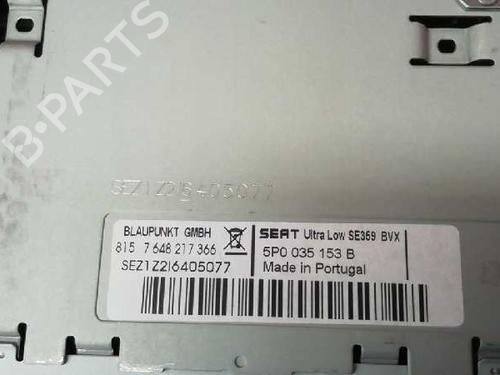 B-PARTS
SEZ1Z2I6405077
BLAUPUNKT GMBH
815 7 648 217 366
SEZ1Z2I6405077
SEAT Ultra Low SE359 BVX
5P0 035 153 B
Made in Portugal